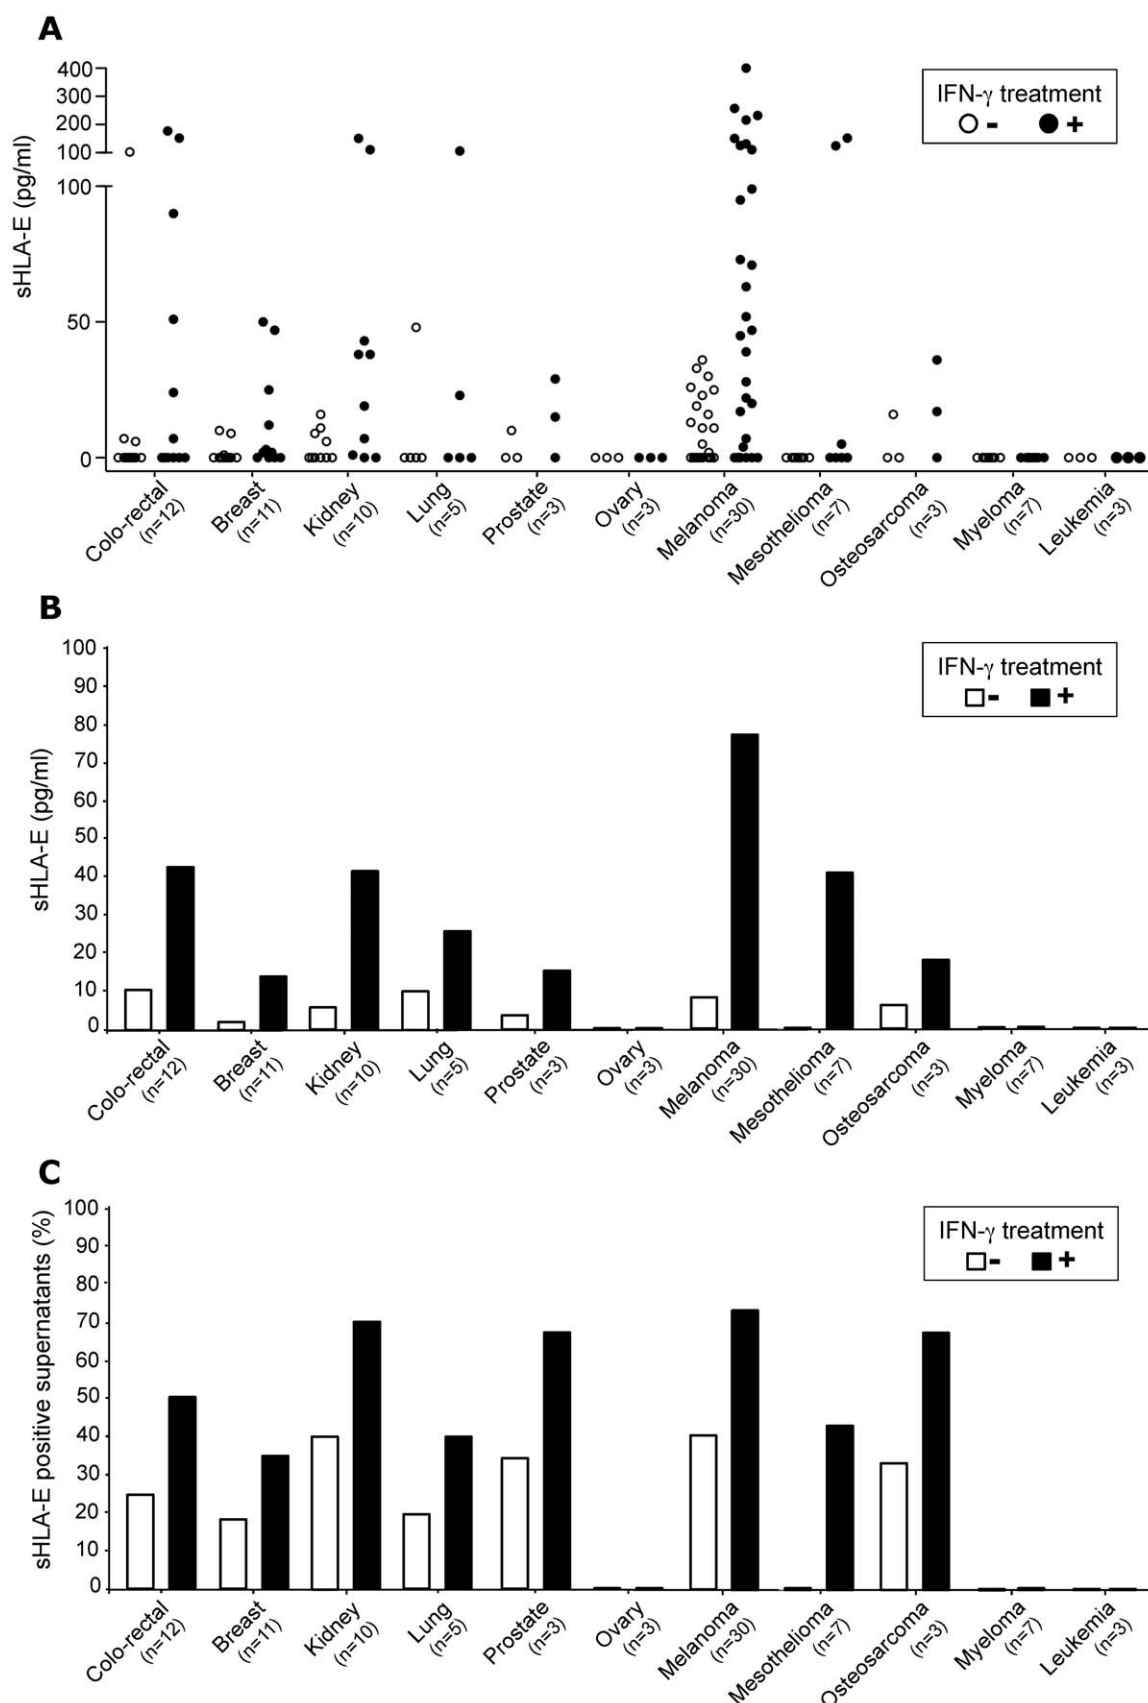 A
sHLA-E (pg/ml)
400
300
200
100
100
50
0
IFN-γ treatment
- +
Colo-rectal
(n=12)
Breast
(n=11)
Kidney
(n=10)
Lung
(n=5)
Prostate
(n=3)
Ovary
(n=3)
Melanoma
(n=30)
Mesothelioma
(n=7)
Osteosarcoma
(n=3)
Myeloma
(n=7)
Leukemia
(n=3)
B
sHLA-E (pg/ml)
100
90
80
70
60
50
40
30
20
10
0
IFN-γ treatment
- +
Colo-rectal
(n=12)
Breast
(n=11)
Kidney
(n=10)
Lung
(n=5)
Prostate
(n=3)
Ovary
(n=3)
Melanoma
(n=30)
Mesothelioma
(n=7)
Osteosarcoma
(n=3)
Myeloma
(n=7)
Leukemia
(n=3)
C
sHLA-E positive supernatants (%)
100
90
80
70
60
50
40
30
20
10
0
IFN-γ treatment
- +
Colo-rectal
(n=12)
Breast
(n=11)
Kidney
(n=10)
Lung
(n=5)
Prostate
(n=3)
Ovary
(n=3)
Melanoma
(n=30)
Mesothelioma
(n=7)
Osteosarcoma
(n=3)
Myeloma
(n=7)
Leukemia
(n=3)